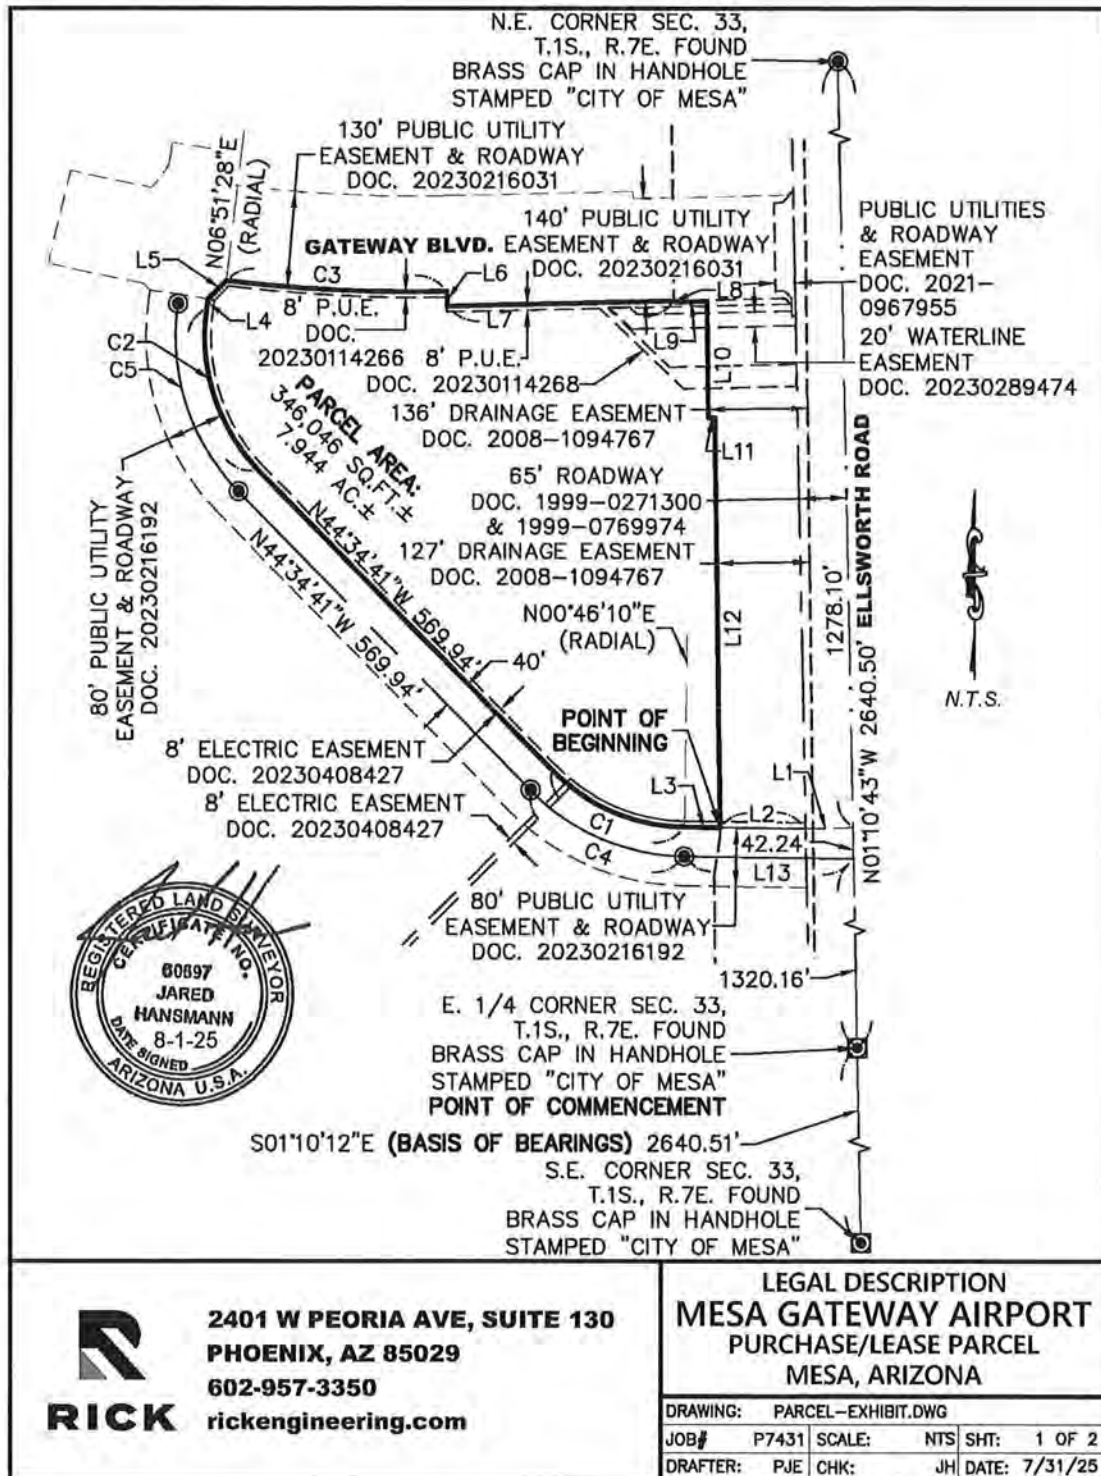 N.E. CORNER SEC. 33,
T.1S., R.7E. FOUND
BRASS CAP IN HANDHOLE
STAMPED "CITY OF MESA"
130' PUBLIC UTILITY
EASEMENT & ROADWAY
DOC. 20230216031
N06°51'28"E
(RADIAL)
140' PUBLIC UTILITY
GATEWAY BLVD. EASEMENT & ROADWAY
DOC. 20230216031
PUBLIC UTILITIES
& ROADWAY
EASEMENT
DOC. 2021-
0967955
L5
C3
L6
L8
L4
8' P.U.E.
DOC.
20230114266
L7
L9
L10
20' WATERLINE
EASEMENT
DOC. 20230289474
C2
C5
8' P.U.E.
DOC. 20230114268
PARCEL AREA:
346,046 SQ.FT.±
7.944 AC.±
136' DRAINAGE EASEMENT
DOC. 2008-1094767
L11
65' ROADWAY
DOC. 1999-0271300
& 1999-0769974
127' DRAINAGE EASEMENT
DOC. 2008-1094767
N44°34'41"W 569.94'
N44°34'41"W 569.94'
40'
N00°46'10"E
(RADIAL)
L12
1278.10'
N01°10'43"W 2640.50' ELLSWORTH ROAD
N.T.S.
80' PUBLIC UTILITY
EASEMENT & ROADWAY
DOC. 20230216192
POINT OF
BEGINNING
8' ELECTRIC EASEMENT
DOC. 20230408427
8' ELECTRIC EASEMENT
DOC. 20230408427
L3
L1
L2
C1
C4
42.24
L13
80' PUBLIC UTILITY
EASEMENT & ROADWAY
DOC. 20230216192
1320.16'
REGISTERED LAND SURVEYOR
CERTIFICATE NO.
60697
JARED
HANSMANN
8-1-25
DATE SIGNED
ARIZONA U.S.A.
E. 1/4 CORNER SEC. 33,
T.1S., R.7E. FOUND
BRASS CAP IN HANDHOLE
STAMPED "CITY OF MESA"
POINT OF COMMENCEMENT
S01°10'12"E (BASIS OF BEARINGS) 2640.51'
S.E. CORNER SEC. 33,
T.1S., R.7E. FOUND
BRASS CAP IN HANDHOLE
STAMPED "CITY OF MESA"
RICK
2401 W PEORIA AVE, SUITE 130
PHOENIX, AZ 85029
602-957-3350
rickengineering.com
LEGAL DESCRIPTION
MESA GATEWAY AIRPORT
PURCHASE/LEASE PARCEL
MESA, ARIZONA
DRAWING: PARCEL-EXHIBIT.DWG
JOB# P7431 SCALE: NTS SHT: 1 OF 2
DRAFTER: PJE CHK: JH DATE: 7/31/25